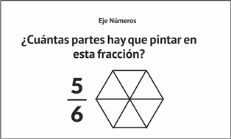 Eje Números
¿Cuántas partes hay que pintar en
esta fracción?
5
6